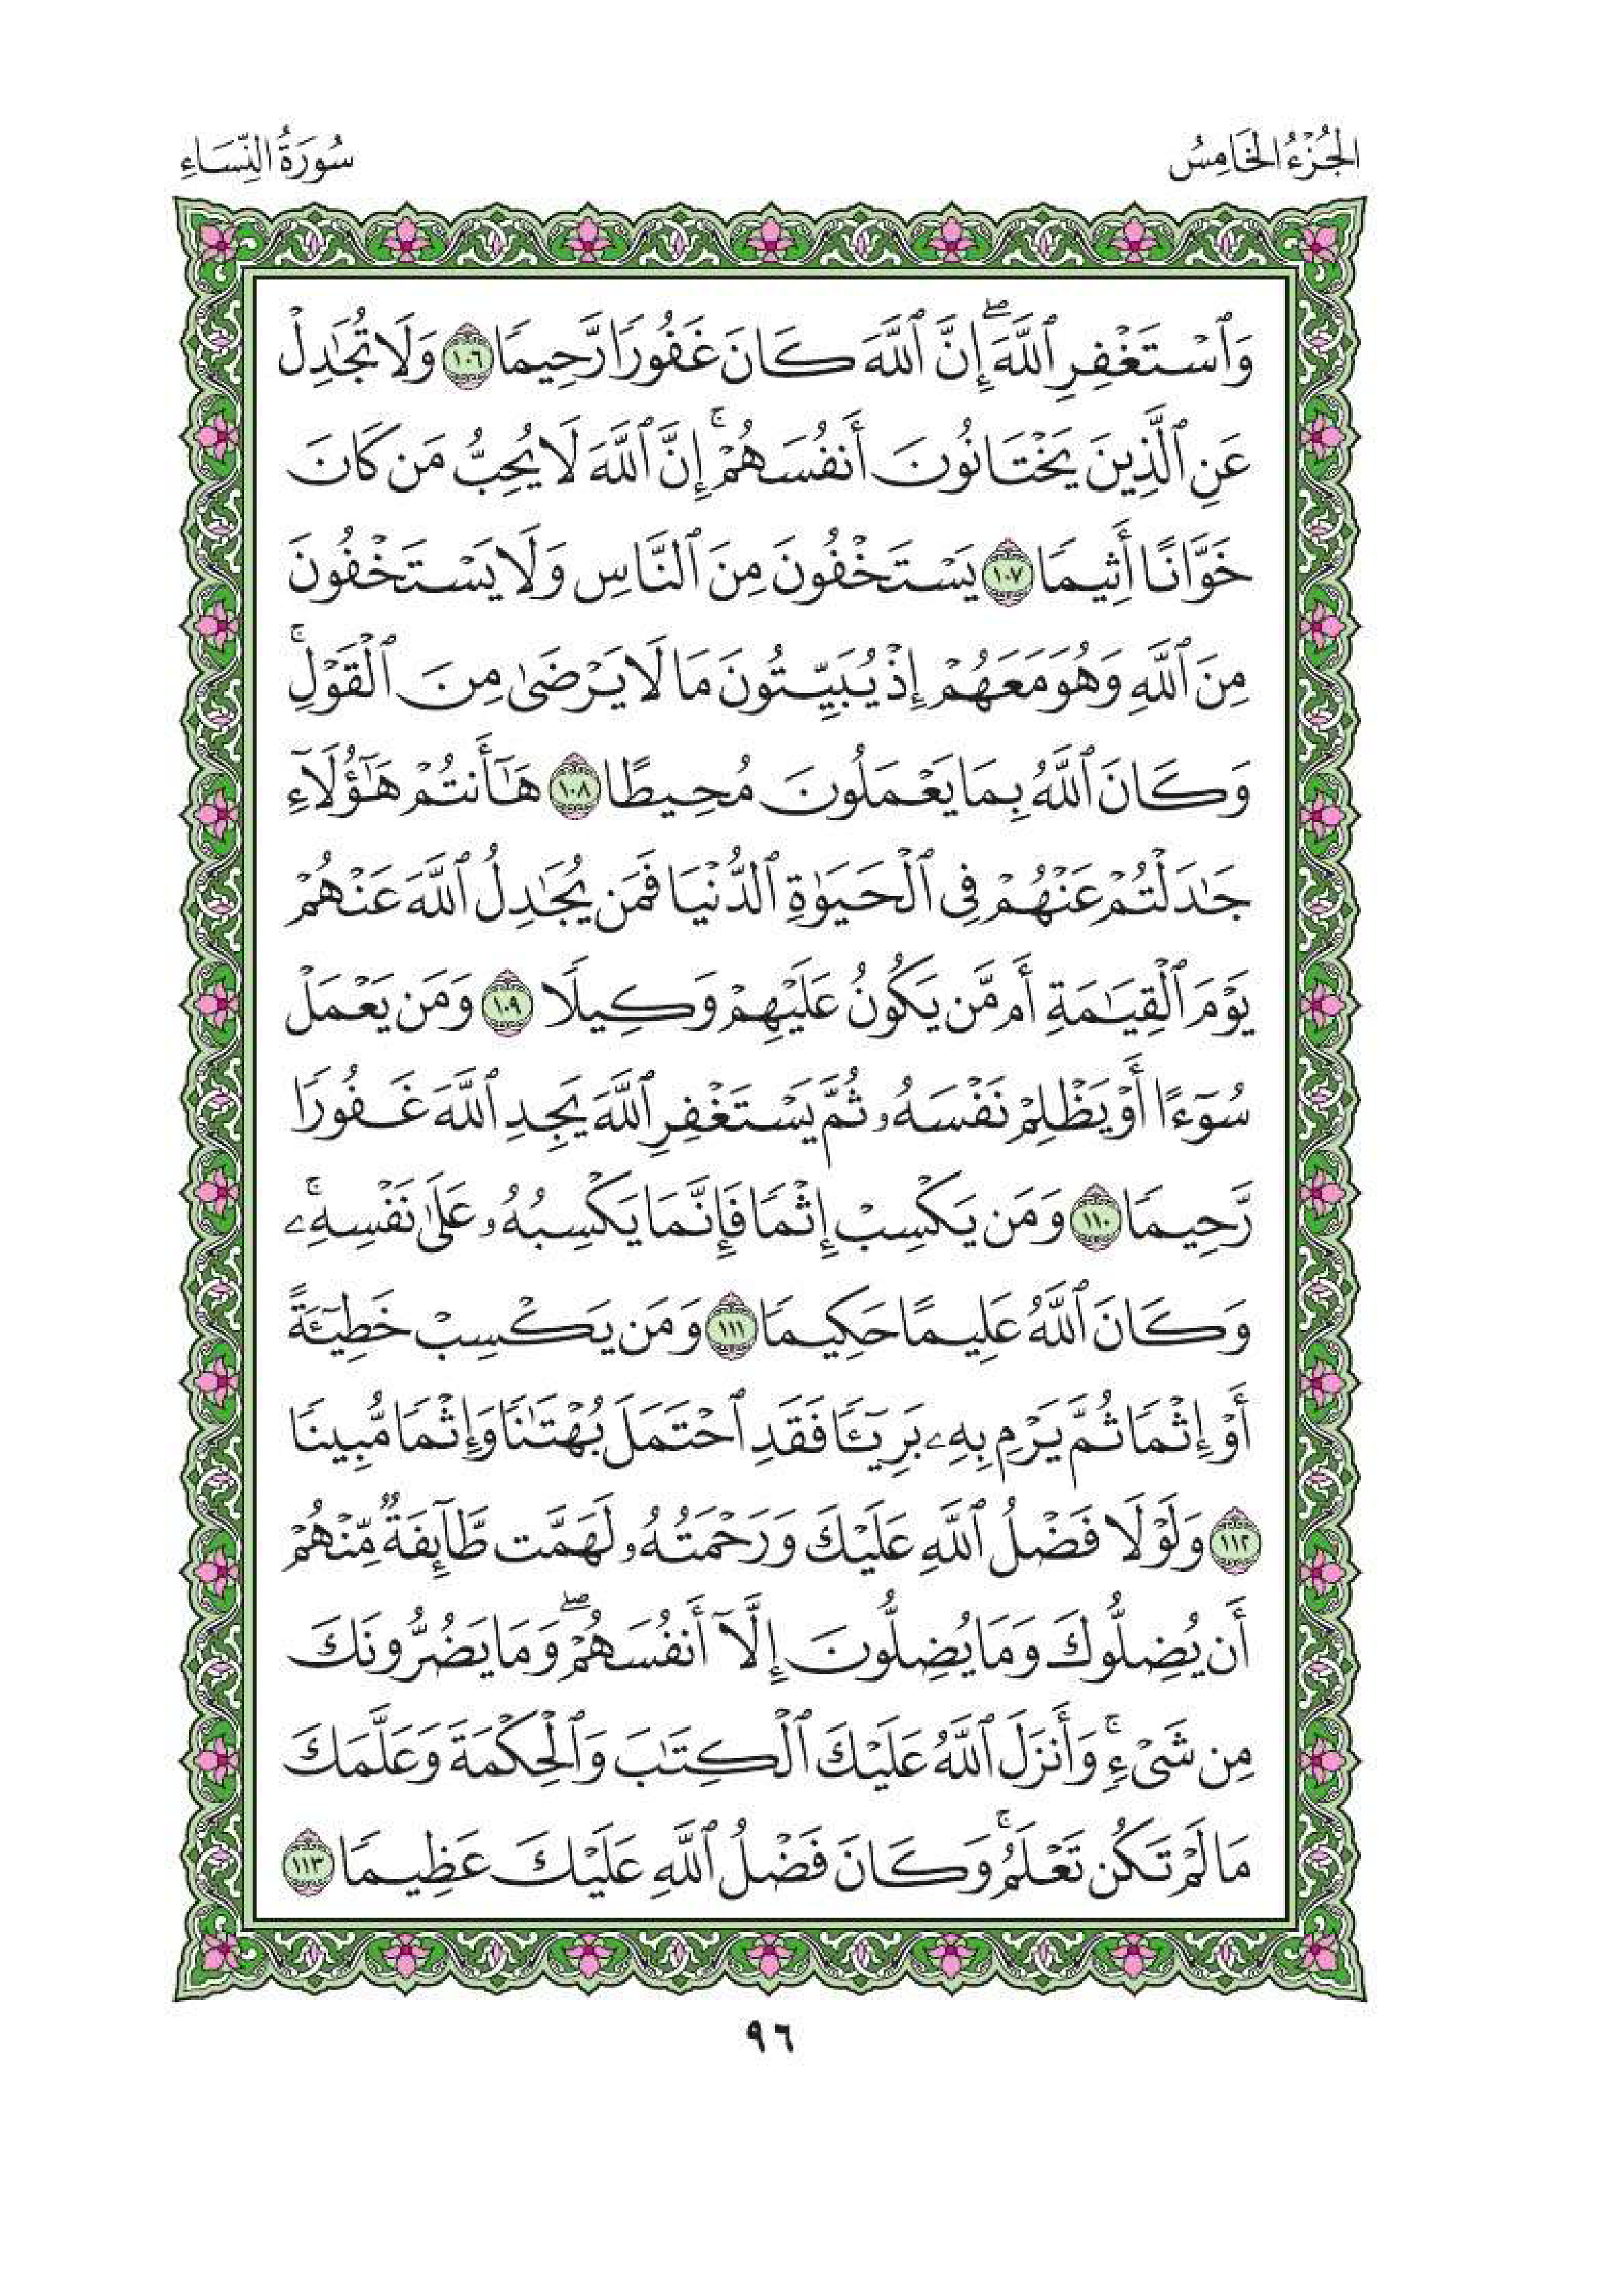 الجُزْءُ الخَامِسُ
سُورَةُ النِّسَاءِ
وَٱسْتَغْفِرِ ٱللَّهَۖ إِنَّ ٱللَّهَ كَانَ غَفُورٗا رَّحِيمٗا ١٠٦ وَلَا تُجَٰدِلْ
عَنِ ٱلَّذِينَ يَخْتَانُونَ أَنفُسَهُمْۚ إِنَّ ٱللَّهَ لَا يُحِبُّ مَن كَانَ
خَوَّانًا أَثِيمٗا ١٠٧ يَسْتَخْفُونَ مِنَ ٱلنَّاسِ وَلَا يَسْتَخْفُونَ
مِنَ ٱللَّهِ وَهُوَ مَعَهُمْ إِذْ يُبَيِّتُونَ مَا لَا يَرْضَىٰ مِنَ ٱلْقَوْلِۚ
وَكَانَ ٱللَّهُ بِمَا يَعْمَلُونَ مُحِيطًا ١٠٨ هَٰٓأَنتُمْ هَٰٓؤُلَآءِ
جَٰدَلْتُمْ عَنْهُمْ فِي ٱلْحَيَوٰةِ ٱلدُّنْيَا فَمَن يُجَٰدِلُ ٱللَّهَ عَنْهُمْ
يَوْمَ ٱلْقِيَٰمَةِ أَم مَّن يَكُونُ عَلَيْهِمْ وَكِيلٗا ١٠٩ وَمَن يَعْمَلْ
سُوٓءًا أَوْ يَظْلِمْ نَفْسَهُۥ ثُمَّ يَسْتَغْفِرِ ٱللَّهَ يَجِدِ ٱللَّهَ غَفُورٗا
رَّحِيمٗا ١١٠ وَمَن يَكْسِبْ إِثْمٗا فَإِنَّمَا يَكْسِبُهُۥ عَلَىٰ نَفْسِهِۦۚ
وَكَانَ ٱللَّهُ عَلِيمًا حَكِيمٗا ١١١ وَمَن يَكْسِبْ خَطِيٓـَٔةً
أَوْ إِثْمٗا ثُمَّ يَرْمِ بِهِۦ بَرِيٓـٔٗا فَقَدِ ٱحْتَمَلَ بُهْتَٰنٗا وَإِثْمٗا مُّبِينٗا
١١٢ وَلَوْلَا فَضْلُ ٱللَّهِ عَلَيْكَ وَرَحْمَتُهُۥ لَهَمَّت طَّآئِفَةٞ مِّنْهُمْ
أَن يُضِلُّوكَ وَمَا يُضِلُّونَ إِلَّآ أَنفُسَهُمْۖ وَمَا يَضُرُّونَكَ
مِن شَيْءٖۚ وَأَنزَلَ ٱللَّهُ عَلَيْكَ ٱلْكِتَٰبَ وَٱلْحِكْمَةَ وَعَلَّمَكَ
مَا لَمْ تَكُن تَعْلَمُۚ وَكَانَ فَضْلُ ٱللَّهِ عَلَيْكَ عَظِيمٗا ١١٣
٩٦